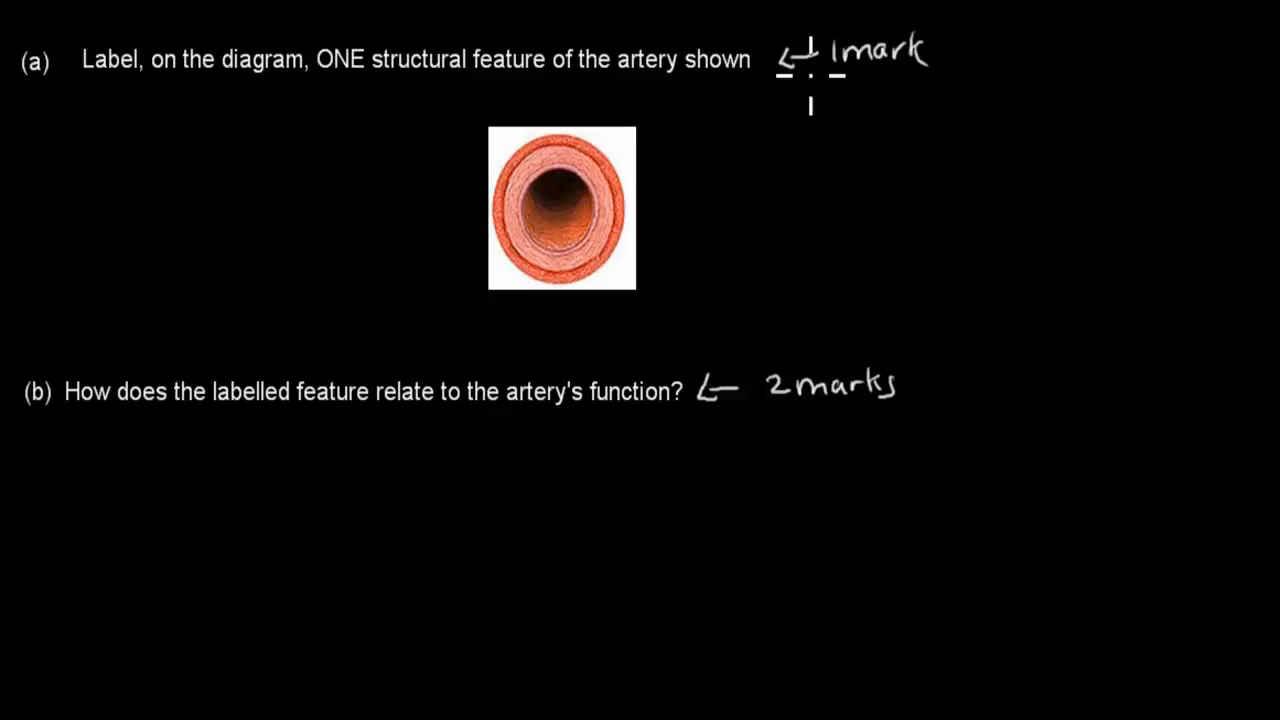 (a) Label, on the diagram, ONE structural feature of the artery shown ← 1 mark
(b) How does the labelled feature relate to the artery's function? ← 2 marks